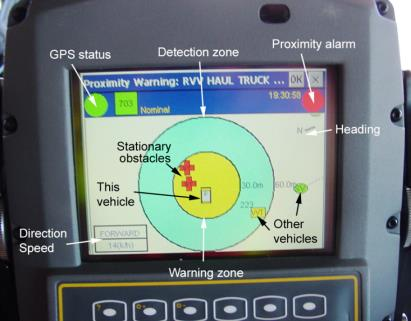 GPS status
Detection zone
Proximity alarm
Proximity Warning: RVV HAUL TRUCK ... OK ×
703
Nominal
19:30:58
N
Heading
Stationary
obstacles
This
vehicle
30.0m
60.0m
223
Other
vehicles
Direction
Speed
FORWARD
Warning zone